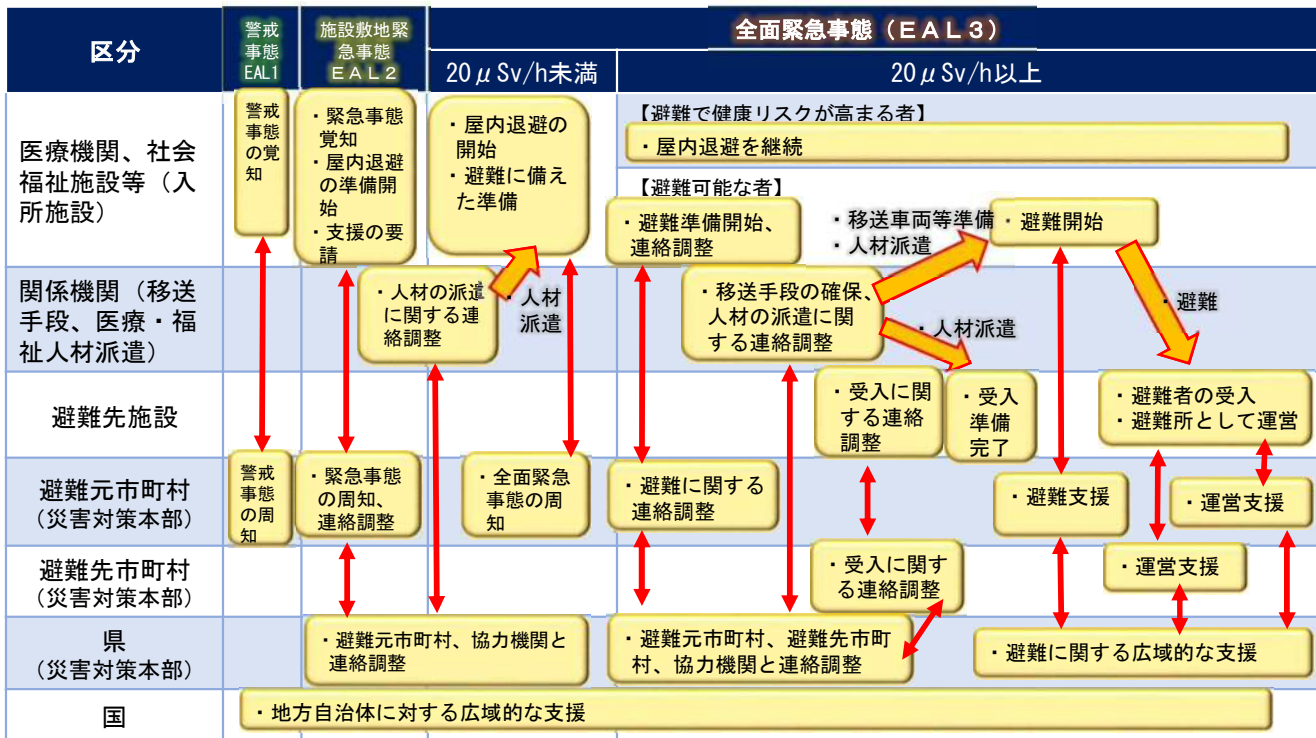 区分
警戒
事態
EAL1
施設敷地緊
急事態
ＥＡＬ２
全面緊急事態（ＥＡＬ３）
20μSv/h未満
20μSv/h以上
医療機関、社会
福祉施設等（入
所施設）
警戒
事態
の覚
知
・緊急事態
覚知
・屋内退避
の準備開
始
・支援の要
請
・屋内退避の
開始
・避難に備え
た準備
【避難で健康リスクが高まる者】
・屋内退避を継続
【避難可能な者】
・避難準備開始、
連絡調整
・移送車両等準備
・人材派遣
・避難開始
関係機関（移送
手段、医療・福
祉人材派遣）
・人材の派遣
に関する連
絡調整
・人材
派遣
・移送手段の確保、
人材の派遣に関
する連絡調整
・人材派遣
・避難
避難先施設
・受入に関
する連絡
調整
・受入
準備
完了
・避難者の受入
・避難所として運営
避難元市町村
（災害対策本部）
警戒
事態
の周
知
・緊急事態
の周知、
連絡調整
・全面緊急
事態の周
知
・避難に関する
連絡調整
・避難支援
・運営支援
避難先市町村
（災害対策本部）
・受入に関す
る連絡調整
・運営支援
県
（災害対策本部）
・避難元市町村、協力機関と
連絡調整
・避難元市町村、避難先市町
村、協力機関と連絡調整
・避難に関する広域的な支援
国
・地方自治体に対する広域的な支援